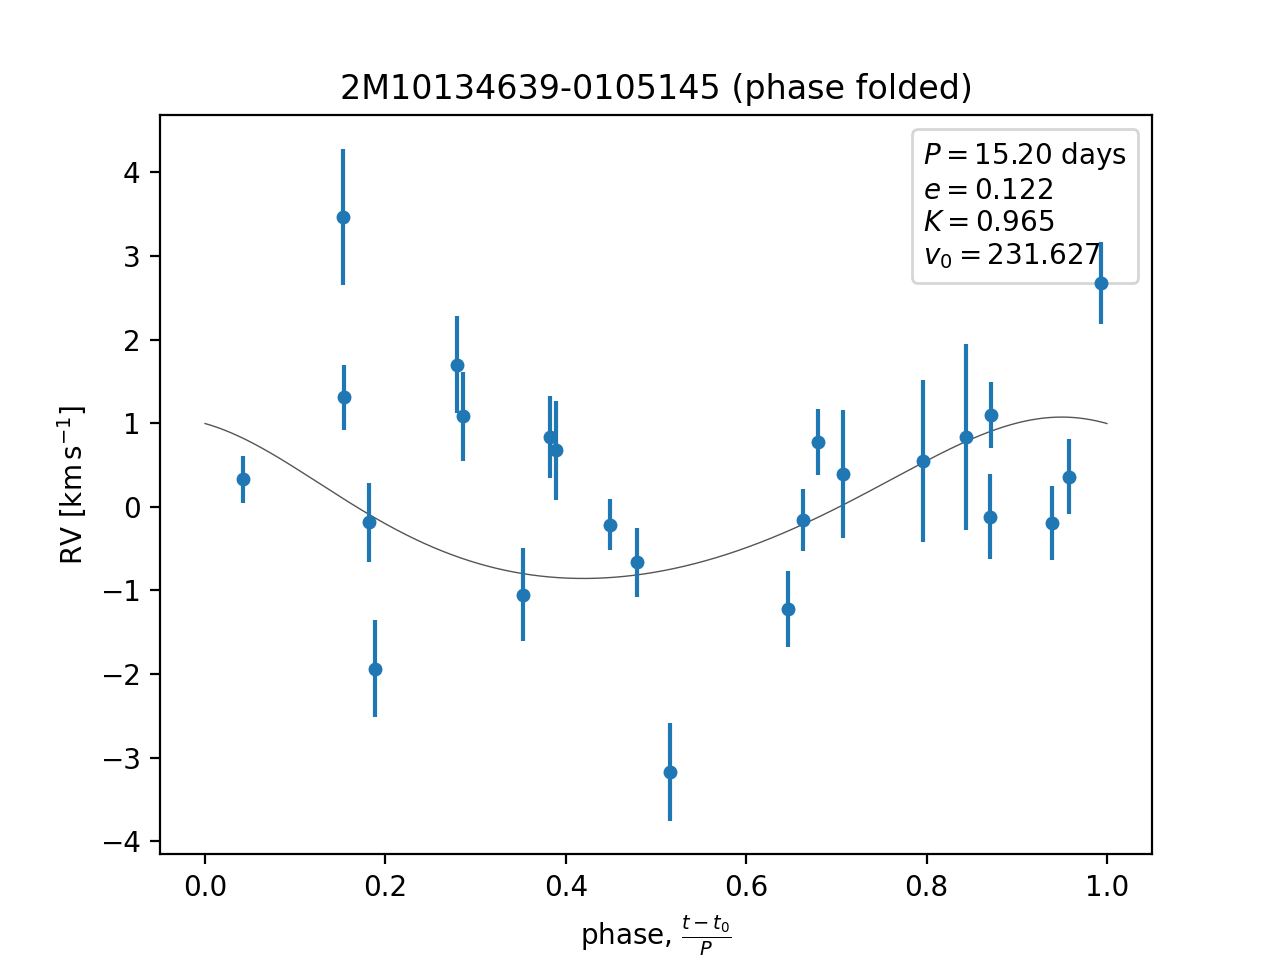 2M10134639-0105145 (phase folded)
P = 15.20 days
e = 0.122
K = 0.965
v₀ = 231.627
RV [km s⁻¹]
4
3
2
1
0
−1
−2
−3
−4
0.0 0.2 0.4 0.6 0.8 1.0
phase, (t − t₀)/P